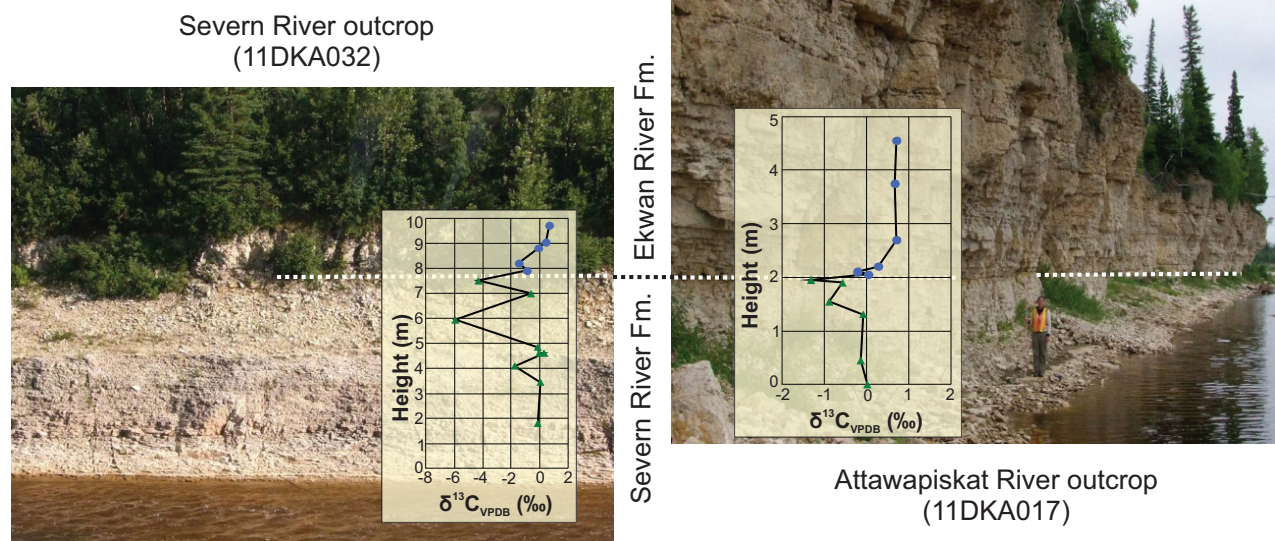 Severn River outcrop
(11DKA032)
10
9
8
7
6
5
4
3
2
1
0
Height (m)
-8 -6 -4 -2 0 2
δ¹³C_VPDB (‰)
Ekwan River Fm.
Severn River Fm.
5
4
3
2
1
0
Height (m)
-2 -1 0 1 2
δ¹³C_VPDB (‰)
Attawapiskat River outcrop
(11DKA017)